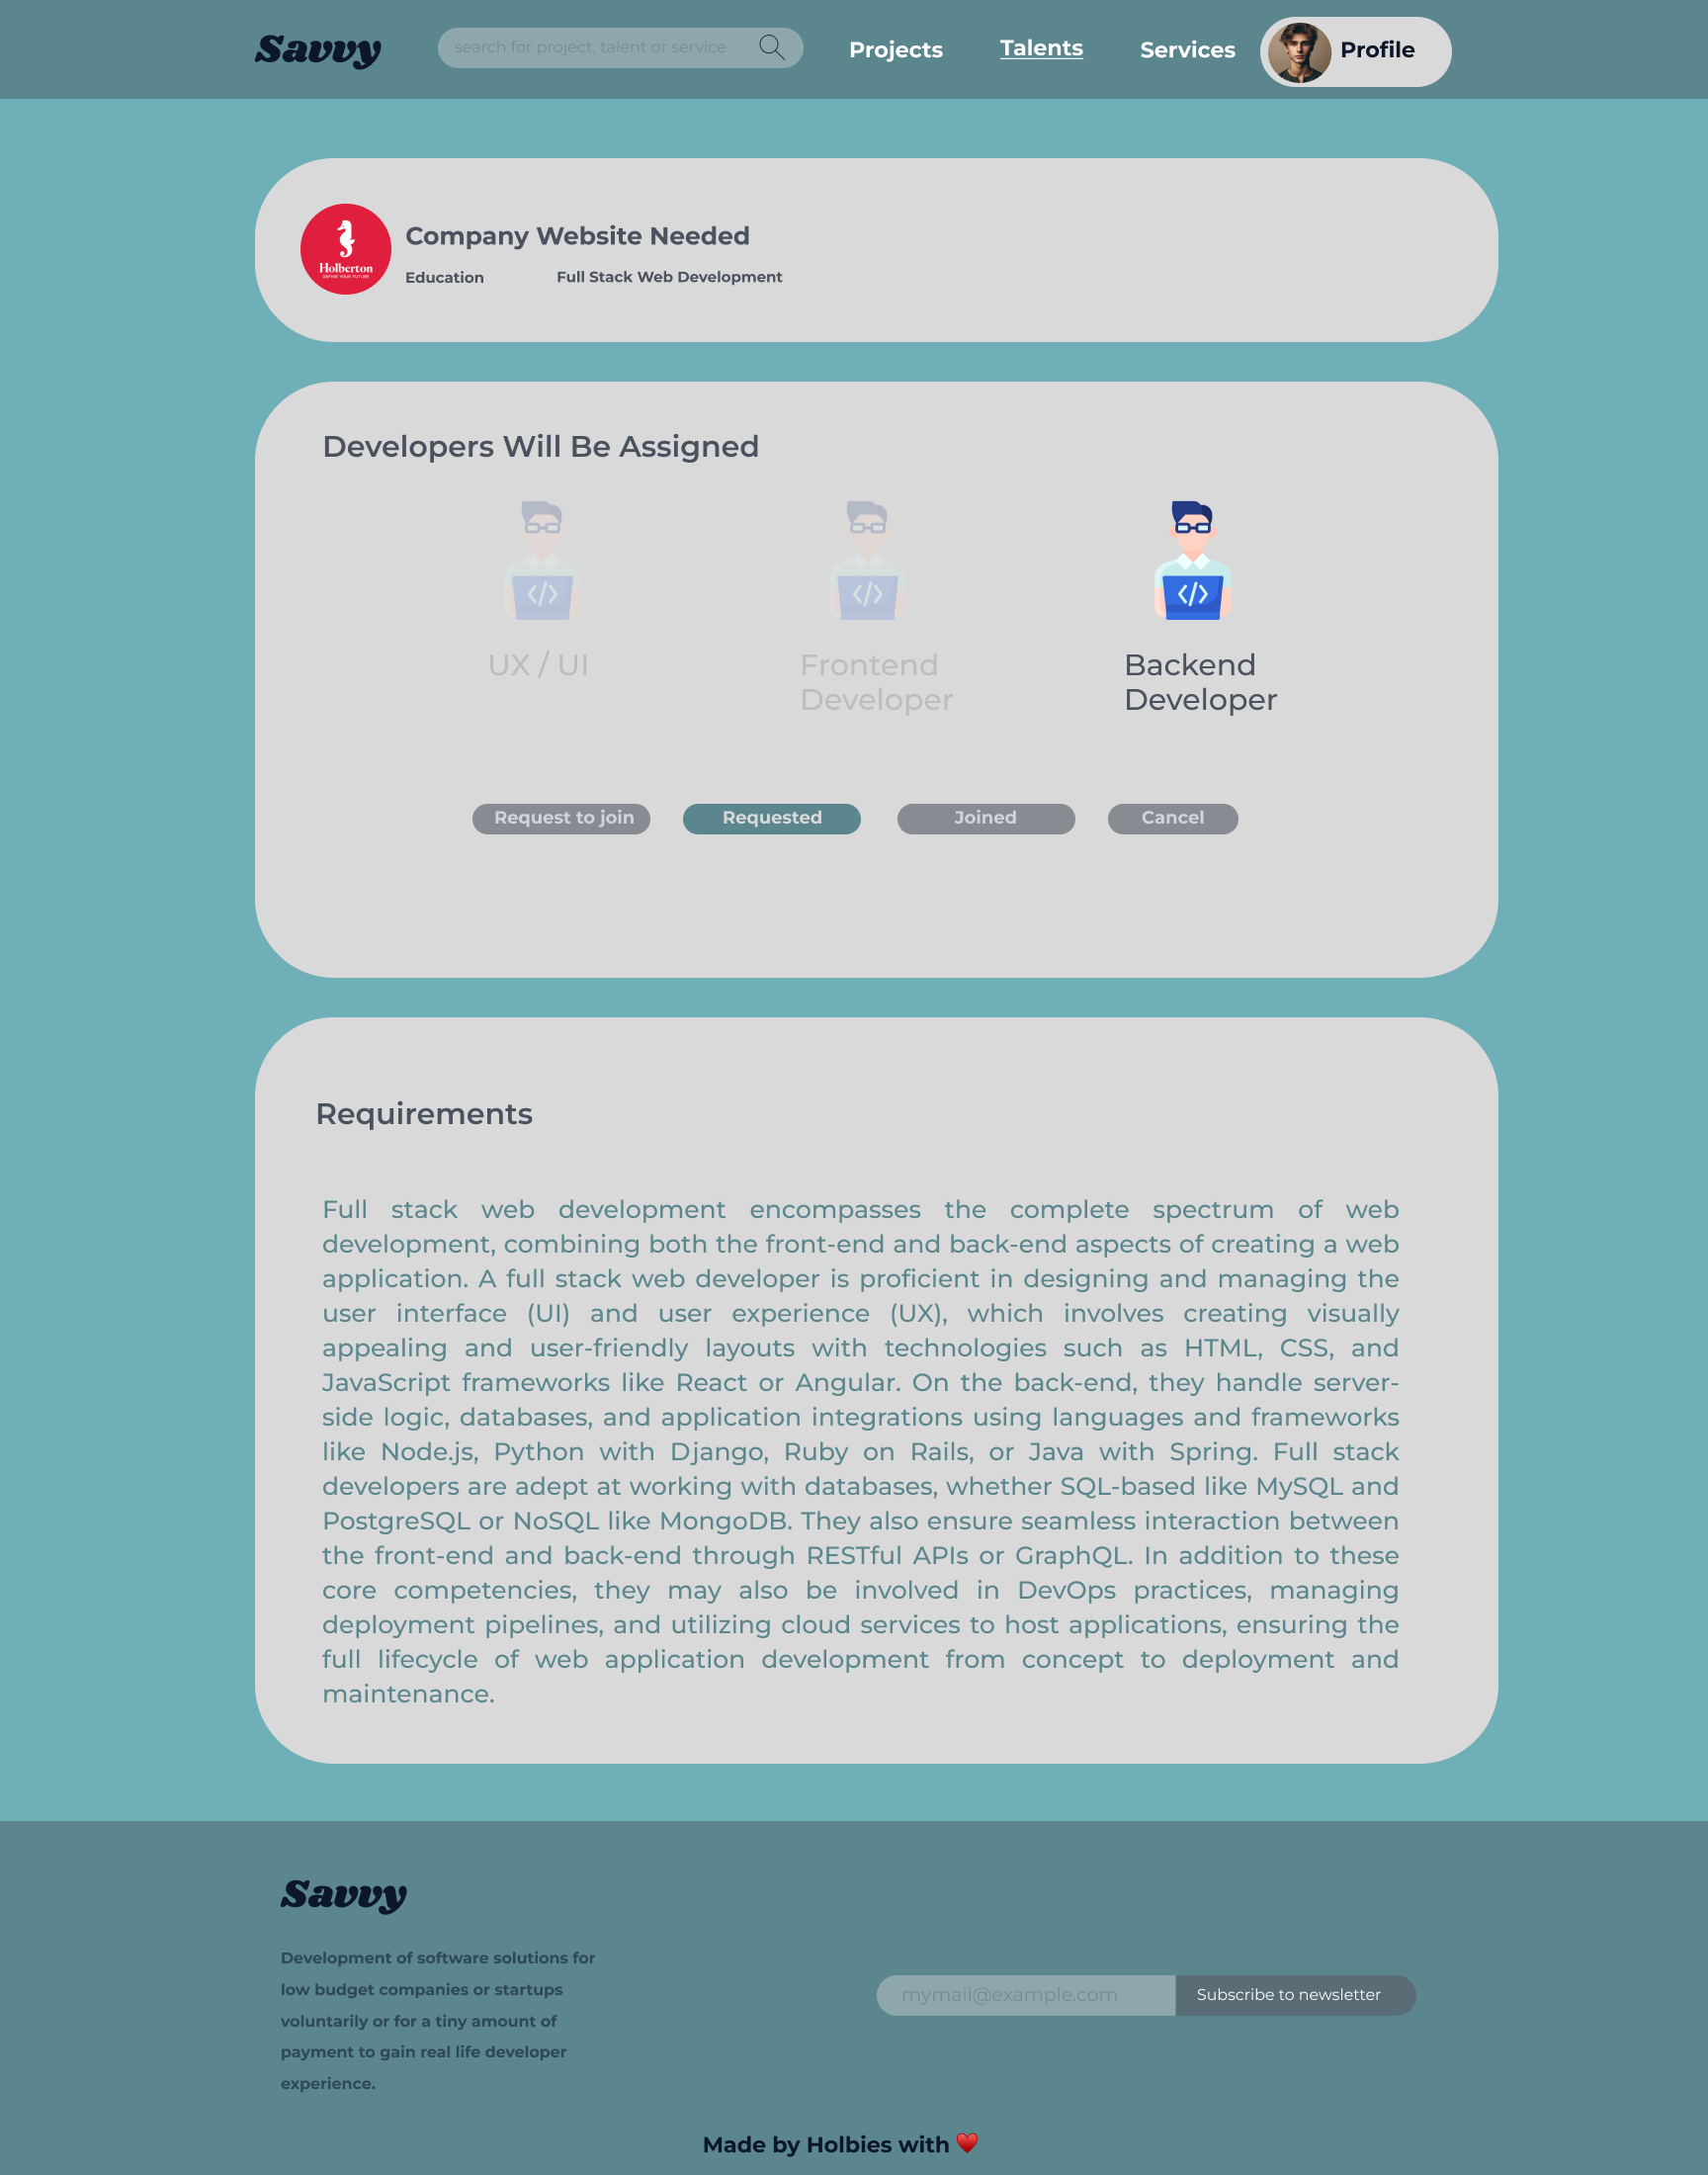 Savvy
search for project, talent or service
Projects
Talents
Services
Profile
Holberton
DEFINE YOUR FUTURE
Company Website Needed
Education
Full Stack Web Development
Developers Will Be Assigned
UX / UI
Frontend
Developer
Backend
Developer
Request to join
Requested
Joined
Cancel
Requirements
Full stack web development encompasses the complete spectrum of web
development, combining both the front-end and back-end aspects of creating a web
application. A full stack web developer is proficient in designing and managing the
user interface (UI) and user experience (UX), which involves creating visually
appealing and user-friendly layouts with technologies such as HTML, CSS, and
JavaScript frameworks like React or Angular. On the back-end, they handle server-
side logic, databases, and application integrations using languages and frameworks
like Node.js, Python with Django, Ruby on Rails, or Java with Spring. Full stack
developers are adept at working with databases, whether SQL-based like MySQL and
PostgreSQL or NoSQL like MongoDB. They also ensure seamless interaction between
the front-end and back-end through RESTful APIs or GraphQL. In addition to these
core competencies, they may also be involved in DevOps practices, managing
deployment pipelines, and utilizing cloud services to host applications, ensuring the
full lifecycle of web application development from concept to deployment and
maintenance.
Savvy
Development of software solutions for
low budget companies or startups
voluntarily or for a tiny amount of
payment to gain real life developer
experience.
mymail@example.com
Subscribe to newsletter
Made by Holbies with ♥